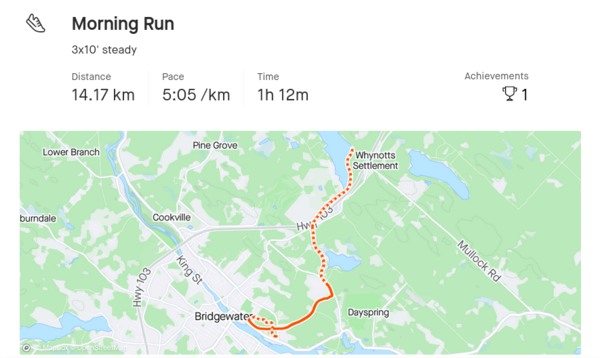 Morning Run
3x10' steady
Distance
14.17 km
Pace
5:05 /km
Time
1h 12m
Achievements
1
Lower Branch
Pine Grove
Whynotts
Settlement
burndale
Cookville
Hwy 103
King St
Hwy 103
Mullock Rd
Bridgewater
Dayspring